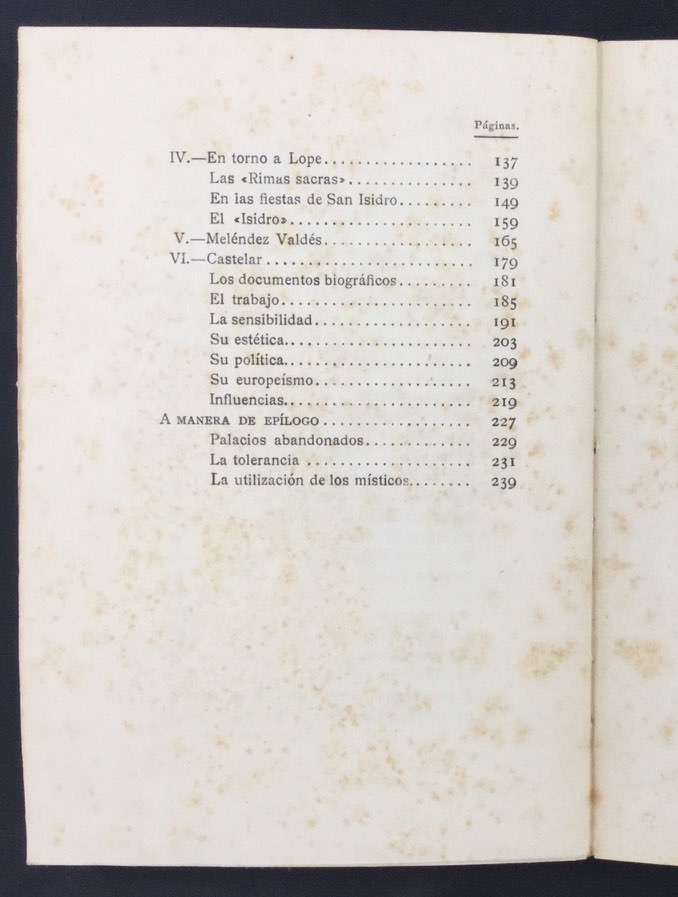 Páginas.
IV.—En torno a Lope.................. 137
Las «Rimas sacras»............... 139
En las fiestas de San Isidro......... 149
El «Isidro»...................... 159
V.—Meléndez Valdés.................. 165
VI.—Castelar......................... 179
Los documentos biográficos......... 181
El trabajo....................... 185
La sensibilidad................... 191
Su estética....................... 203
Su política....................... 209
Su europeísmo................... 213
Influencias....................... 219
A MANERA DE EPÍLOGO.................. 227
Palacios abandonados............. 229
La tolerancia .................... 231
La utilización de los místicos........ 239